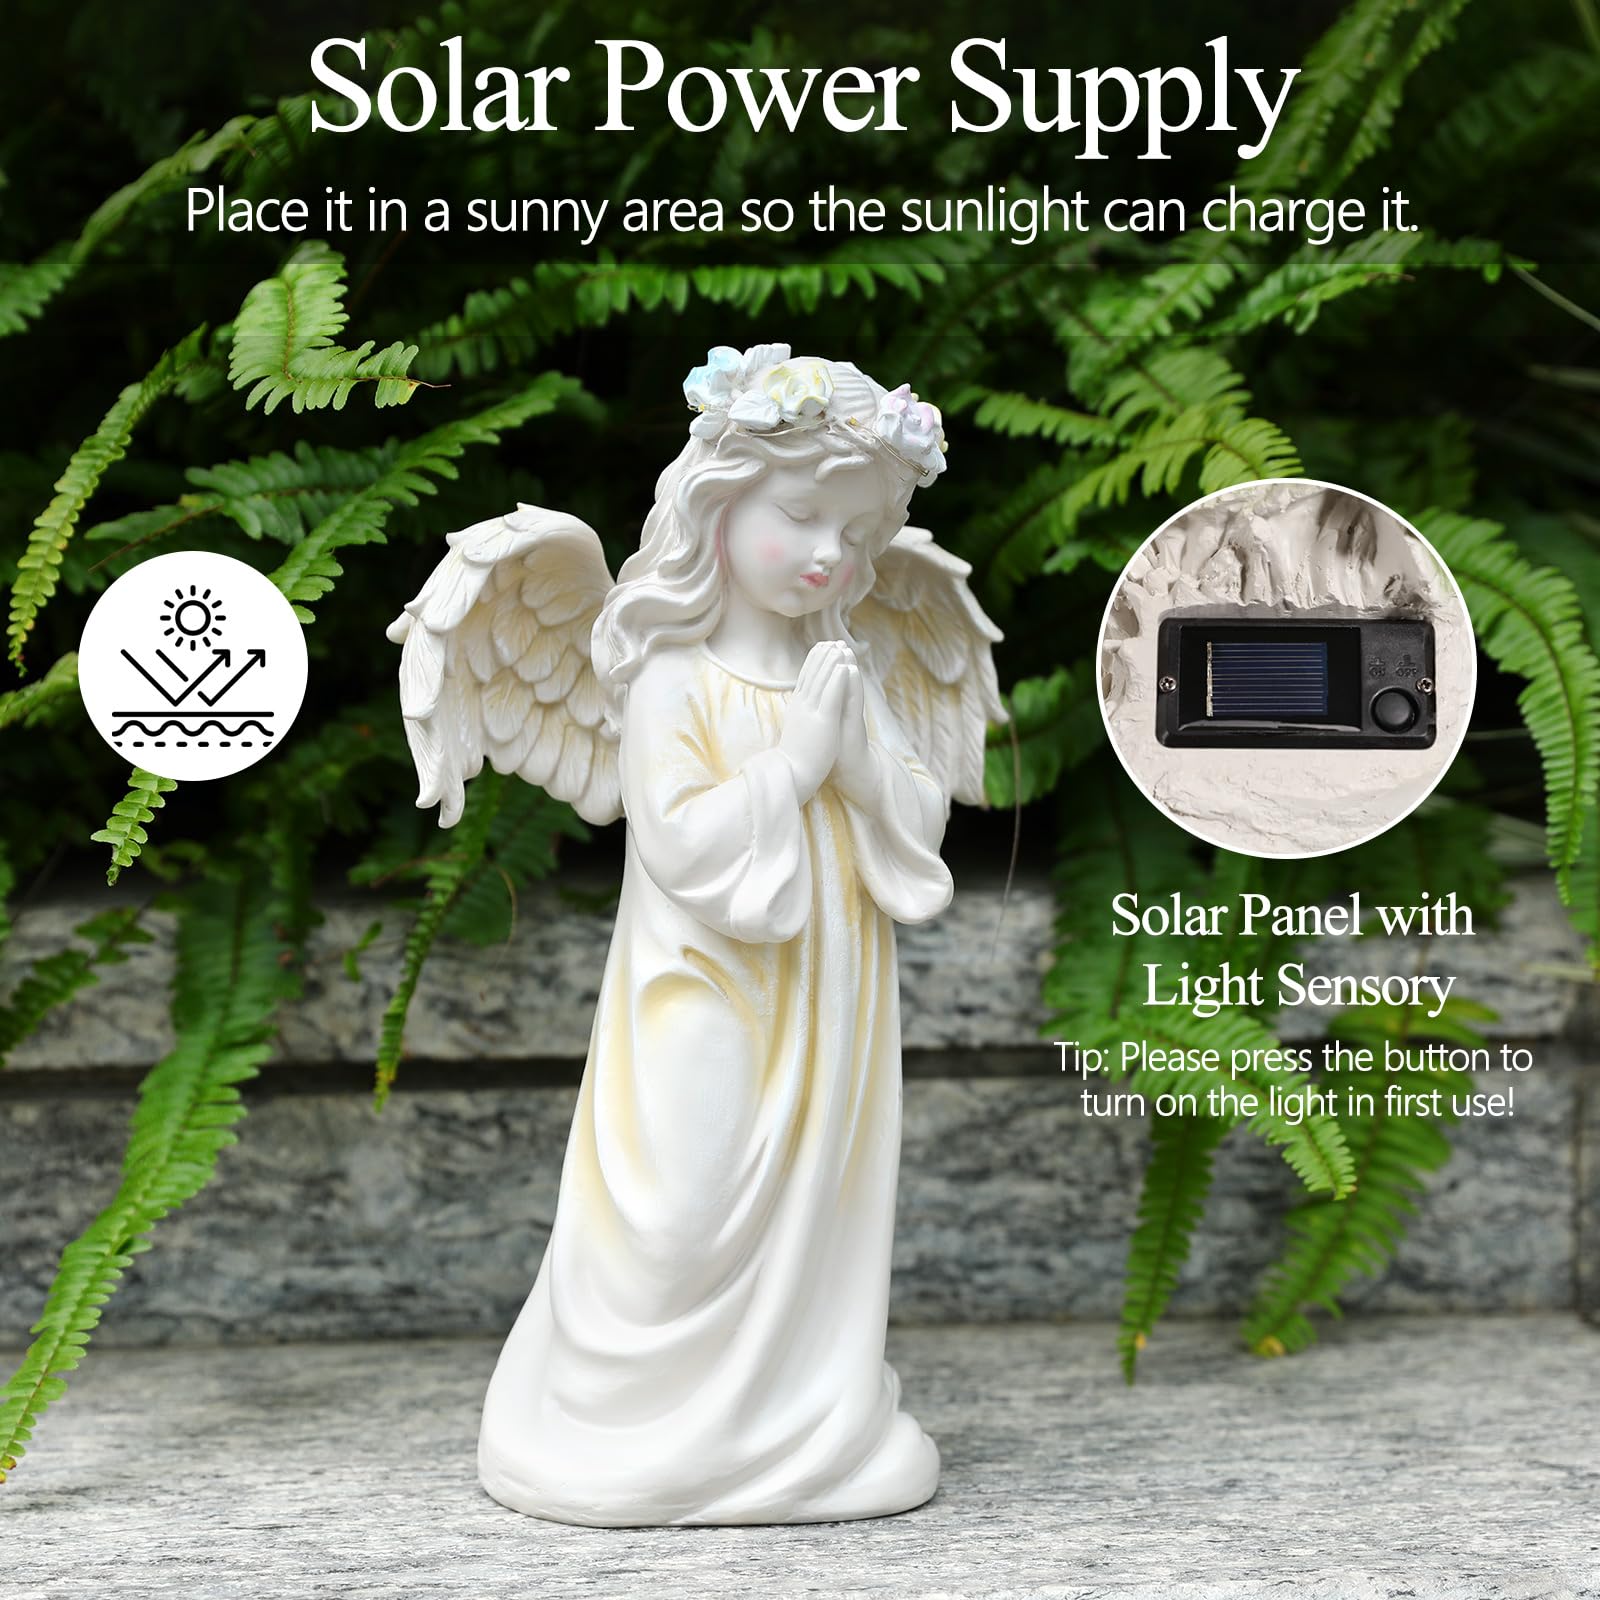 Solar Power Supply
Place it in a sunny area so the sunlight can charge it.
Solar Panel with
Light Sensory
Tip: Please press the button to
turn on the light in first use!